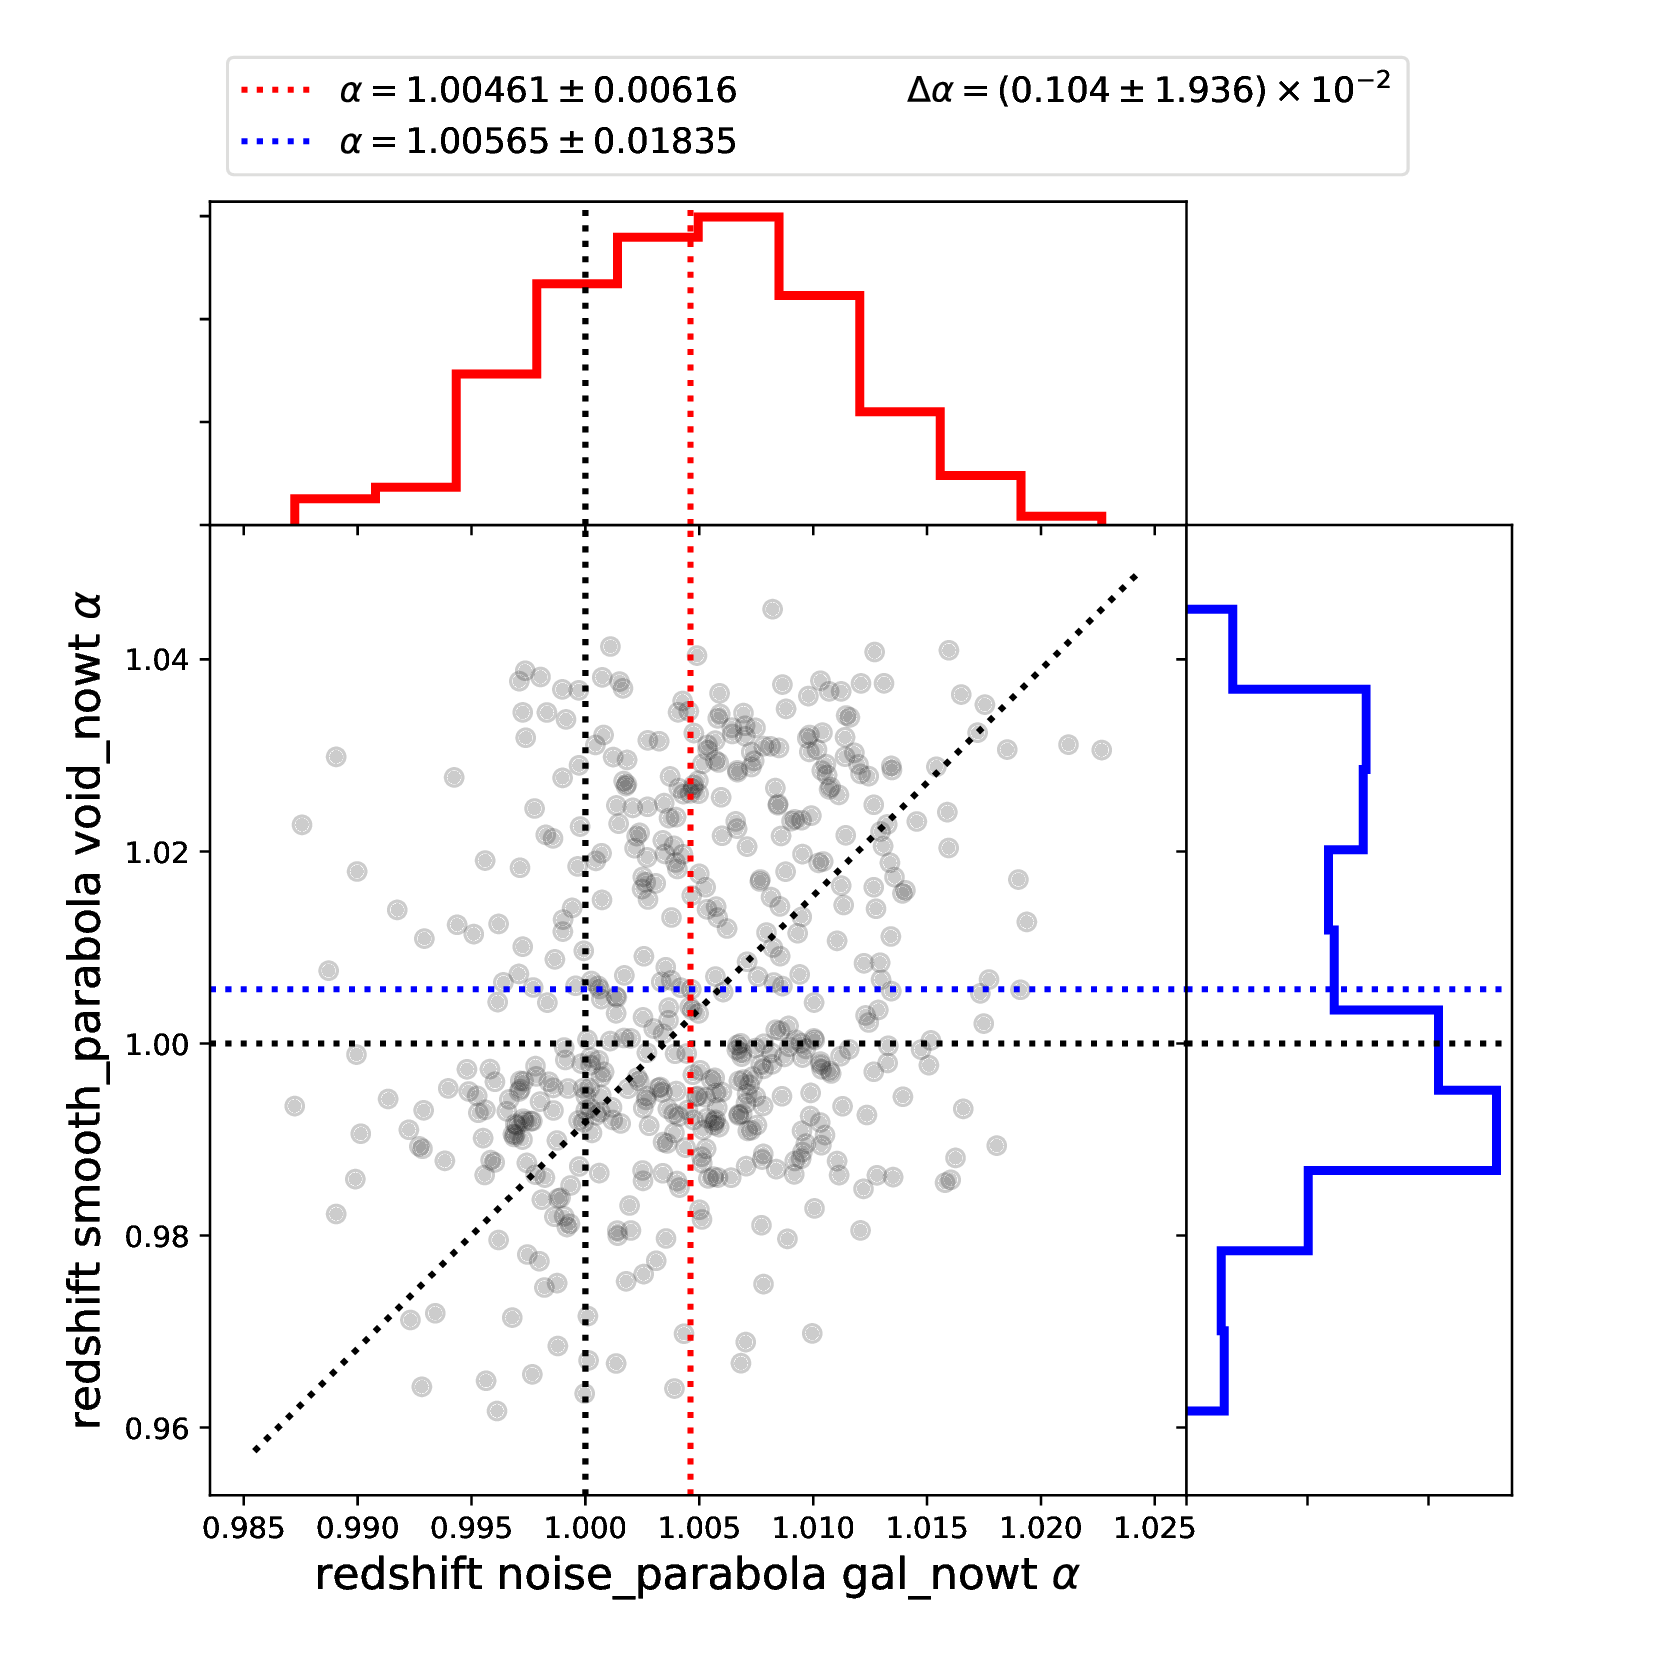 α = 1.00461 ± 0.00616
α = 1.00565 ± 0.01835
Δα = (0.104 ± 1.936) × 10⁻²
redshift smooth_parabola void_nowt α
1.04
1.02
1.00
0.98
0.96
0.985 0.990 0.995 1.000 1.005 1.010 1.015 1.020 1.025
redshift noise_parabola gal_nowt α